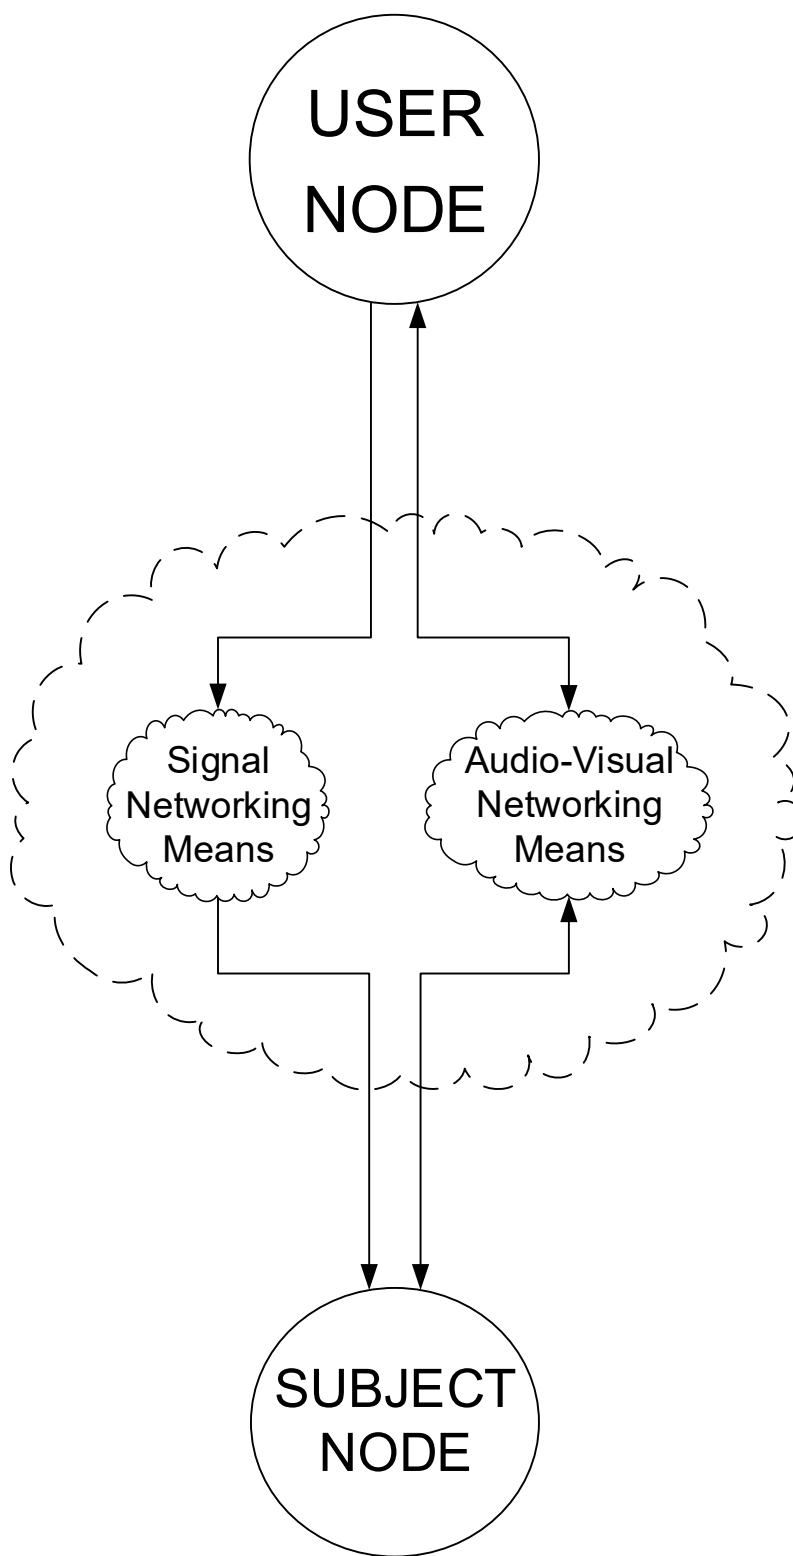 USER
NODE
Signal
Networking
Means
Audio-Visual
Networking
Means
SUBJECT
NODE